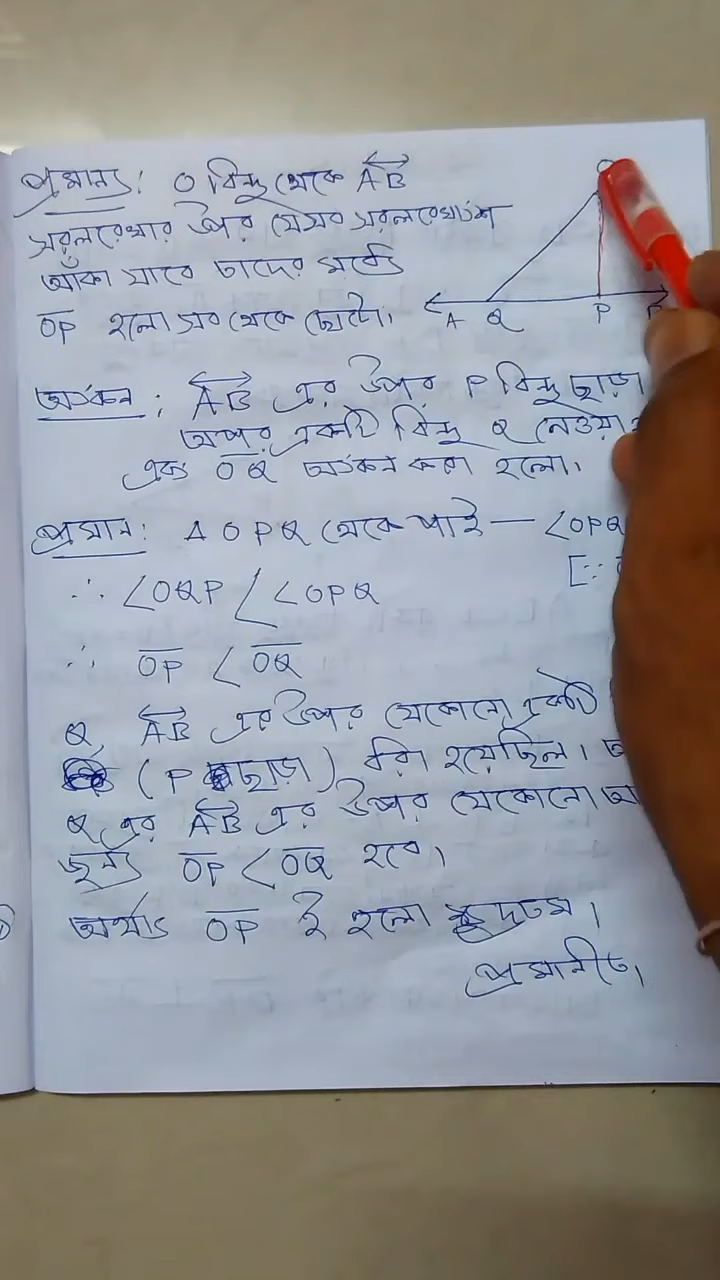 প্রমান্য: O বিন্দু থেকে AB
সরলরেখার উপর যেসব সরলরেখাংশ
আঁকা যাবে তাদের মধ্যে
OP হলো সব থেকে ছোটো।
A Q P B
অংকন: AB এর উপর P বিন্দু ছাড়া
অপর একটি বিন্দু Q নেওয়া
এবং OQ অংকন করা হলো।
প্রমান: Δ OPQ থেকে পাই — ∠OPQ
[∵
∴ ∠OQP < ∠OPQ
∴ OP < OQ
Q, AB এর উপর যেকোনো একটি
(P ছাড়া) ধরা হয়েছিল।
Q এর AB এর উপর যেকোনো
জন্য OP < OQ হবে।
অর্থাৎ OP ই হলো ক্ষুদ্রতম।
প্রমানীত।